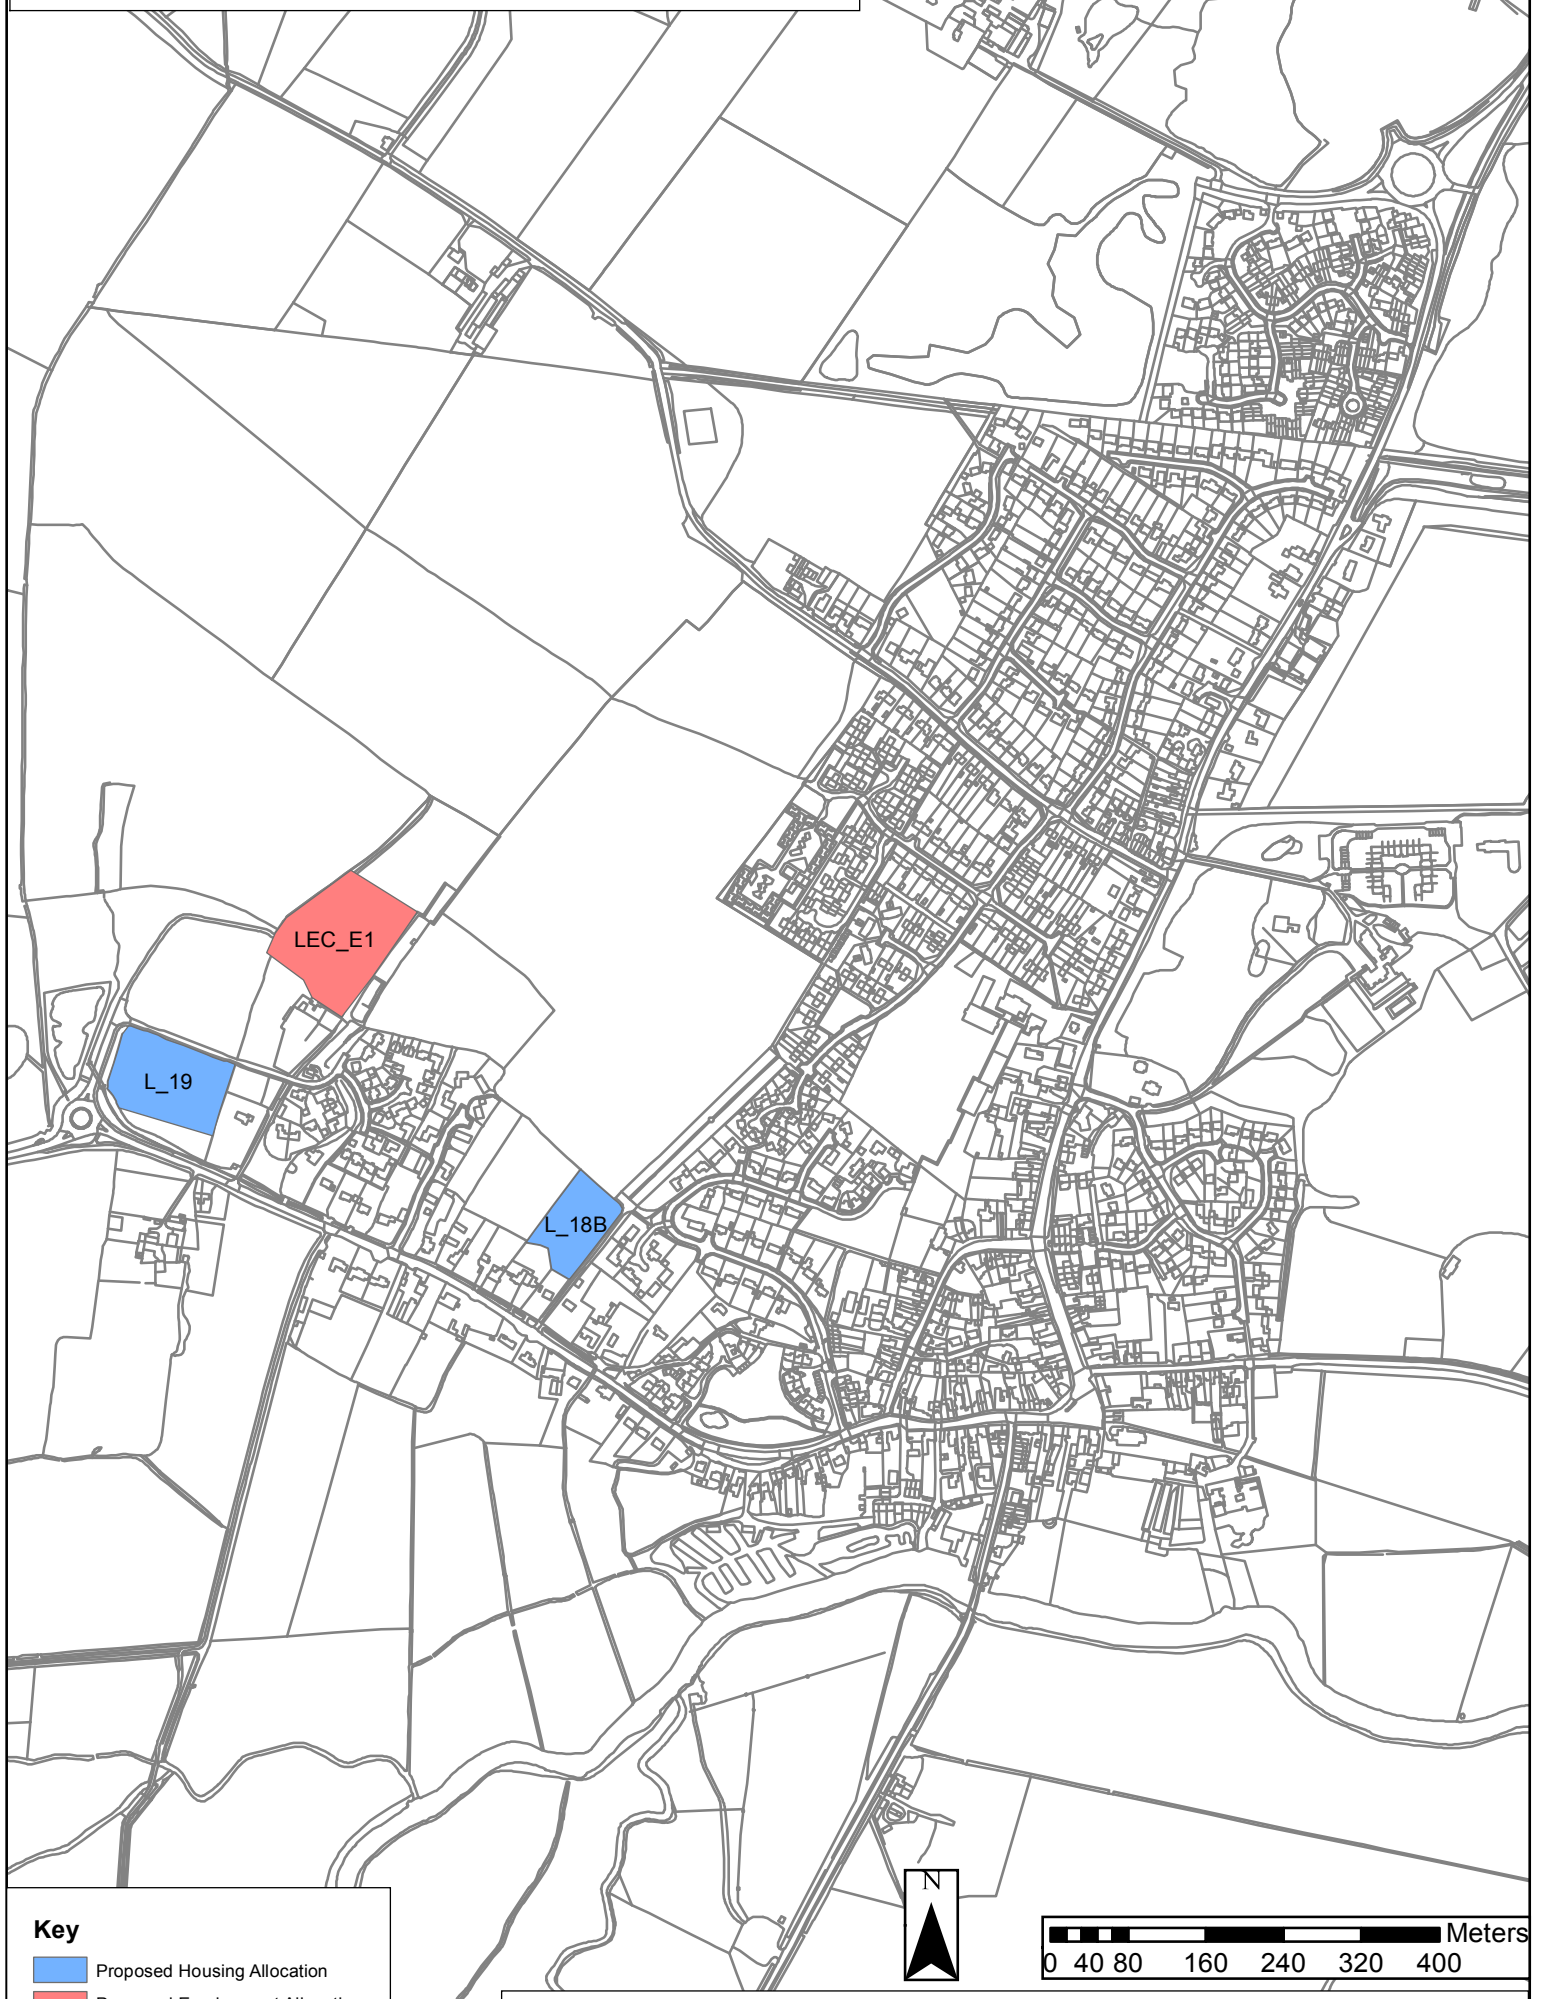 LEC_E1
L_19
L_18B
N
Meters
0 40 80 160 240 320 400
Key
Proposed Housing Allocation